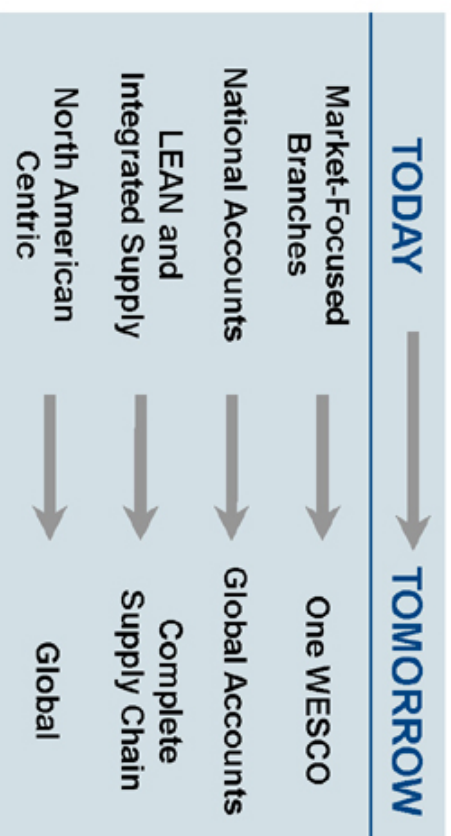 TODAY TOMORROW
Market-Focused
Branches
One WESCO
National Accounts
Global Accounts
LEAN and
Integrated Supply
Complete
Supply Chain
North American
Centric
Global